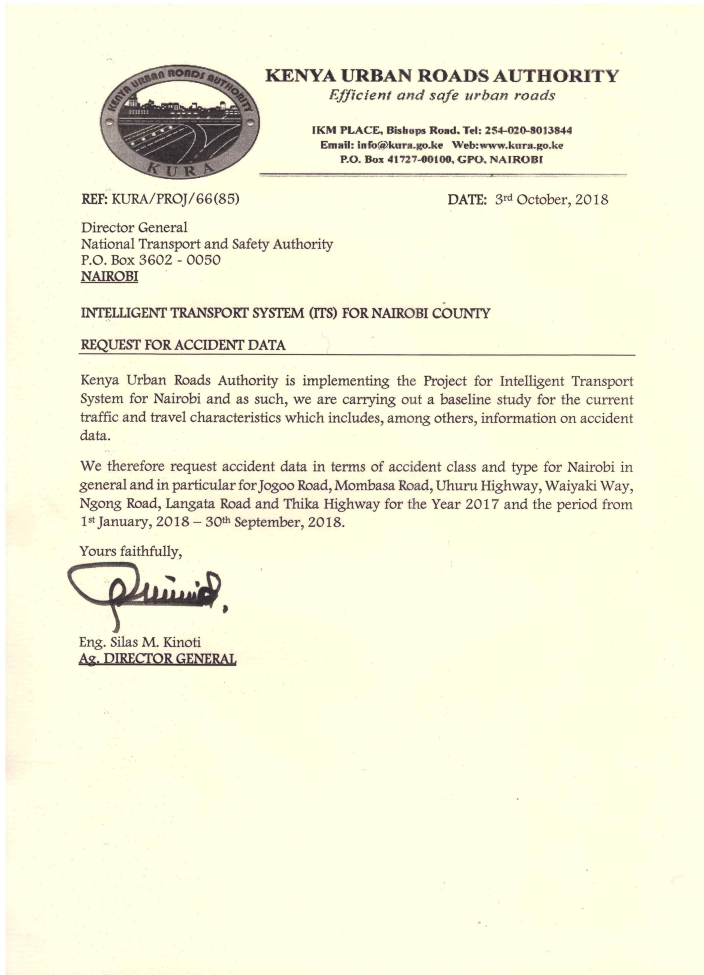 KENYA URBAN ROADS AUTHORITY
KURA
KENYA URBAN ROADS AUTHORITY
Efficient and safe urban roads
IKM PLACE, Bishops Road. Tel: 254-020-8013844
Email: info@kura.go.ke Web:www.kura.go.ke
P.O. Box 41727-00100, GPO, NAIROBI
REF: KURA/PROJ/66(85) DATE: 3rd October, 2018
Director General
National Transport and Safety Authority
P.O. Box 3602 - 0050
NAIROBI
INTELLIGENT TRANSPORT SYSTEM (ITS) FOR NAIROBI COUNTY
REQUEST FOR ACCIDENT DATA
Kenya Urban Roads Authority is implementing the Project for Intelligent Transport
System for Nairobi and as such, we are carrying out a baseline study for the current
traffic and travel characteristics which includes, among others, information on accident
data.
We therefore request accident data in terms of accident class and type for Nairobi in
general and in particular for Jogoo Road, Mombasa Road, Uhuru Highway, Waiyaki Way,
Ngong Road, Langata Road and Thika Highway for the Year 2017 and the period from
1st January, 2018 – 30th September, 2018.
Yours faithfully,
Eng. Silas M. Kinoti
Ag. DIRECTOR GENERAL